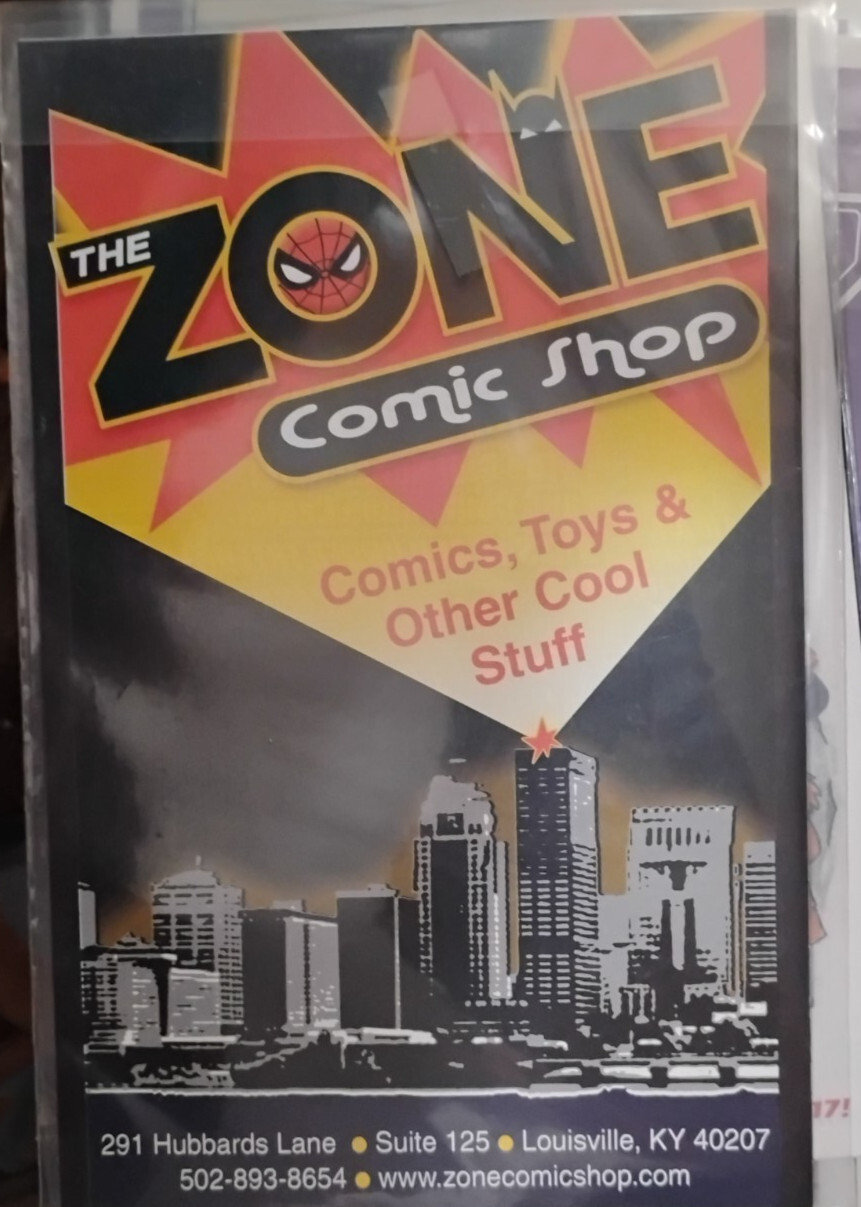 THE
ZONE
Comic Shop
Comics, Toys &
Other Cool
Stuff
291 Hubbards Lane ● Suite 125 ● Louisville, KY 40207
502-893-8654 ● www.zonecomicshop.com
17!